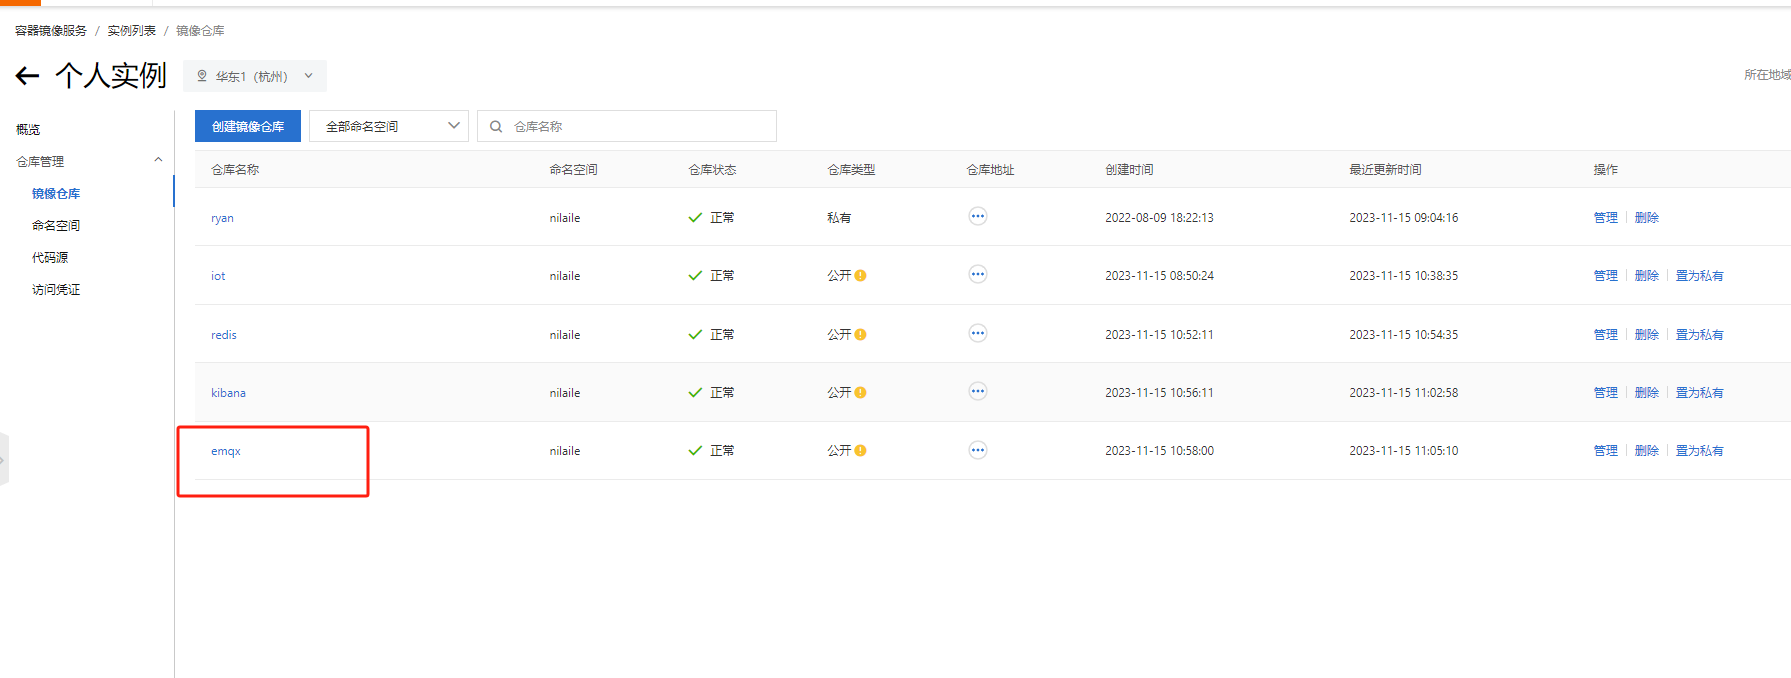 容器镜像服务 / 实例列表 / 镜像仓库
个人实例 华东1（杭州）
所在地域
概览
仓库管理
镜像仓库
命名空间
代码源
访问凭证
创建镜像仓库 全部命名空间 仓库名称
仓库名称 命名空间 仓库状态 仓库类型 仓库地址 创建时间 最近更新时间 操作
ryan nilaile 正常 私有 2022-08-09 18:22:13 2023-11-15 09:04:16 管理 删除
iot nilaile 正常 公开 2023-11-15 08:50:24 2023-11-15 10:38:35 管理 删除 置为私有
redis nilaile 正常 公开 2023-11-15 10:52:11 2023-11-15 10:54:35 管理 删除 置为私有
kibana nilaile 正常 公开 2023-11-15 10:56:11 2023-11-15 11:02:58 管理 删除 置为私有
emqx nilaile 正常 公开 2023-11-15 10:58:00 2023-11-15 11:05:10 管理 删除 置为私有